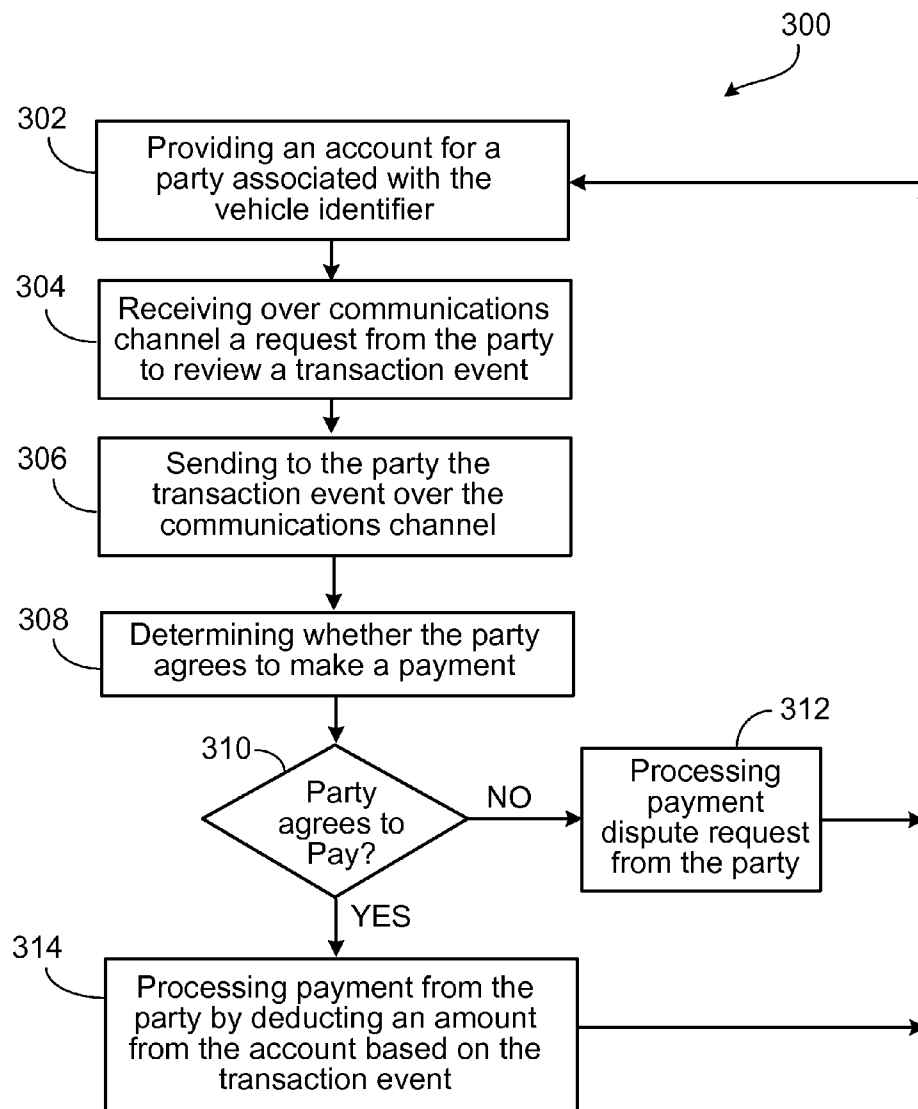 300
302
Providing an account for a
party associated with the
vehicle identifier
304
Receiving over communications
channel a request from the party
to review a transaction event
306
Sending to the party the
transaction event over the
communications channel
308
Determining whether the party
agrees to make a payment
310
Party
agrees to
Pay?
NO
312
Processing
payment
dispute request
from the party
YES
314
Processing payment from the
party by deducting an amount
from the account based on the
transaction event